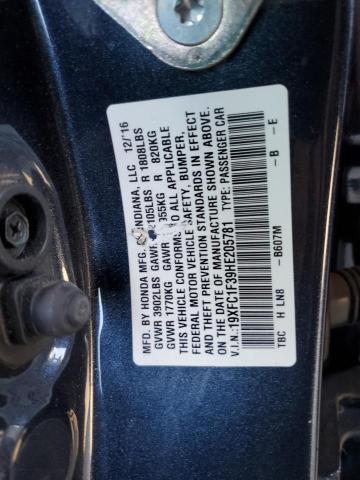 MFD. BY HONDA MFG. INDIANA, LLC 12/16
GVWR 3902LBS GAWR 2105LBS R 1808LBS
GVWR 1770KG GAWR 955KG R 820KG
THIS VEHICLE CONFORMS TO ALL APPLICABLE
FEDERAL MOTOR VEHICLE SAFETY, BUMPER,
AND THEFT PREVENTION STANDARDS IN EFFECT
ON THE DATE OF MANUFACTURE SHOWN ABOVE.
V.I.N.:19XFC1F39HE205781 TYPE: PASSENGER CAR
TBC H LN8 -B607M -B -E